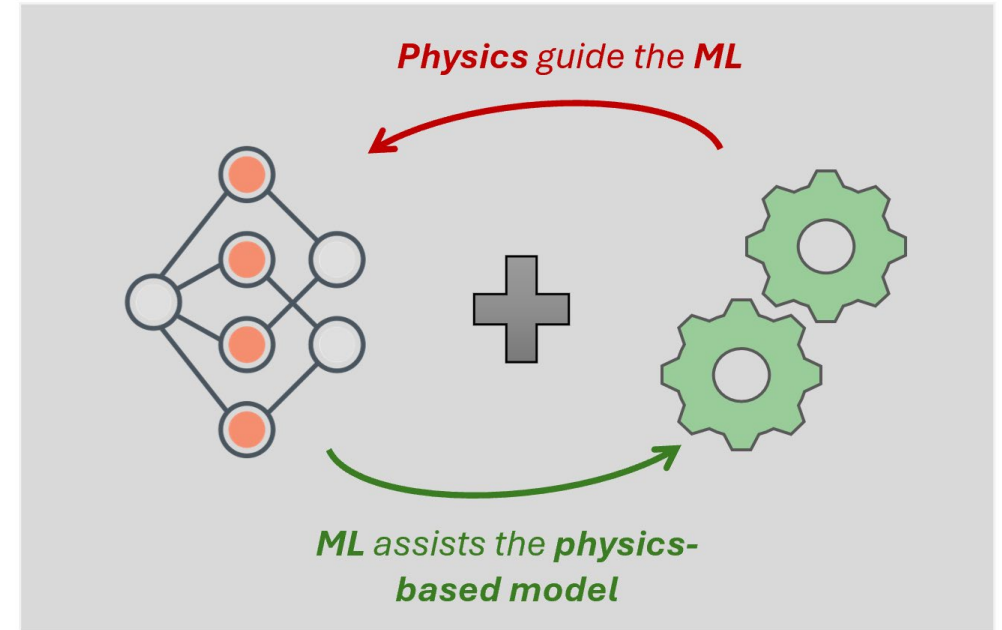 Physics guide the ML
ML assists the physics-
based model